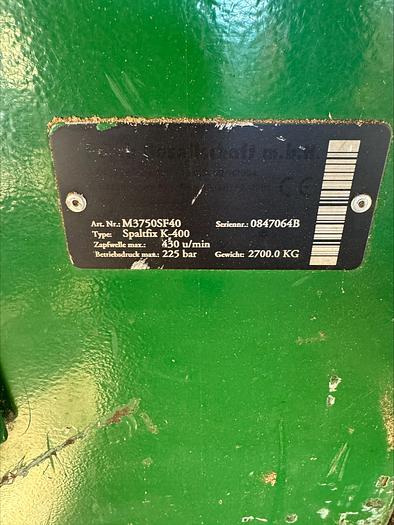 Gesellschaft m.b.H.
CE
Art. Nr.: M3750SF40 Seriennr.: 0847064B
Type: Spaltfix K-400
Zapfwelle max.: 430 u/min
Betriebsdruck max.: 225 bar Gewicht: 2700.0 KG